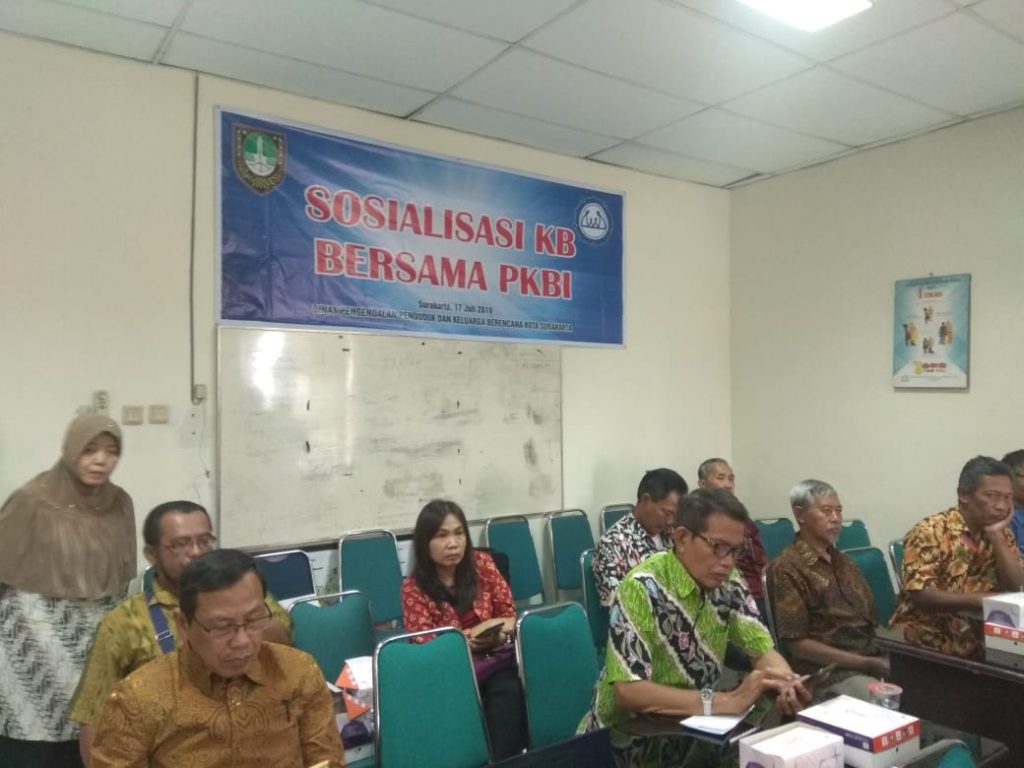 SOSIALISASI KB
BERSAMA PKBI
Surakarta, 17 Juli 2019
DINAS PENGENDALIAN PENDUDUK DAN KELUARGA BERENCANA KOTA SURAKARTA